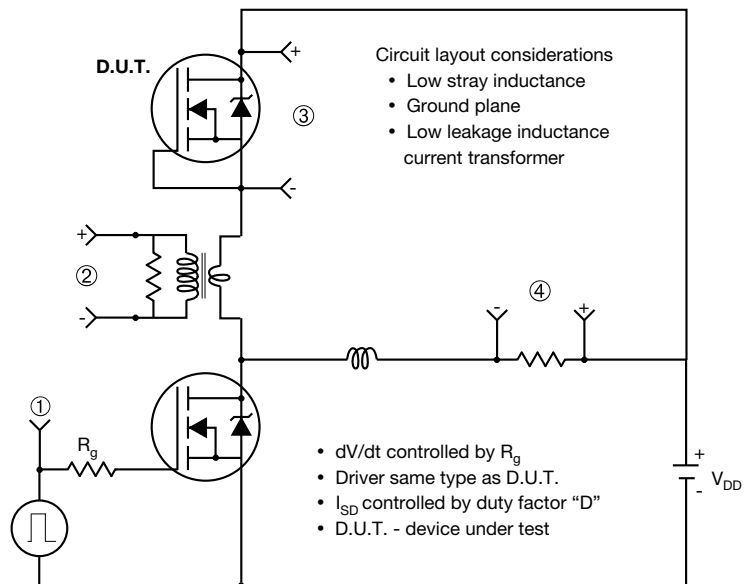 D.U.T.
+
③
-
Circuit layout considerations
• Low stray inductance
• Ground plane
• Low leakage inductance
current transformer
+
②
-
④
- +
①
Rg
• dV/dt controlled by Rg
• Driver same type as D.U.T.
• ISD controlled by duty factor “D”
• D.U.T. - device under test
+
VDD
-